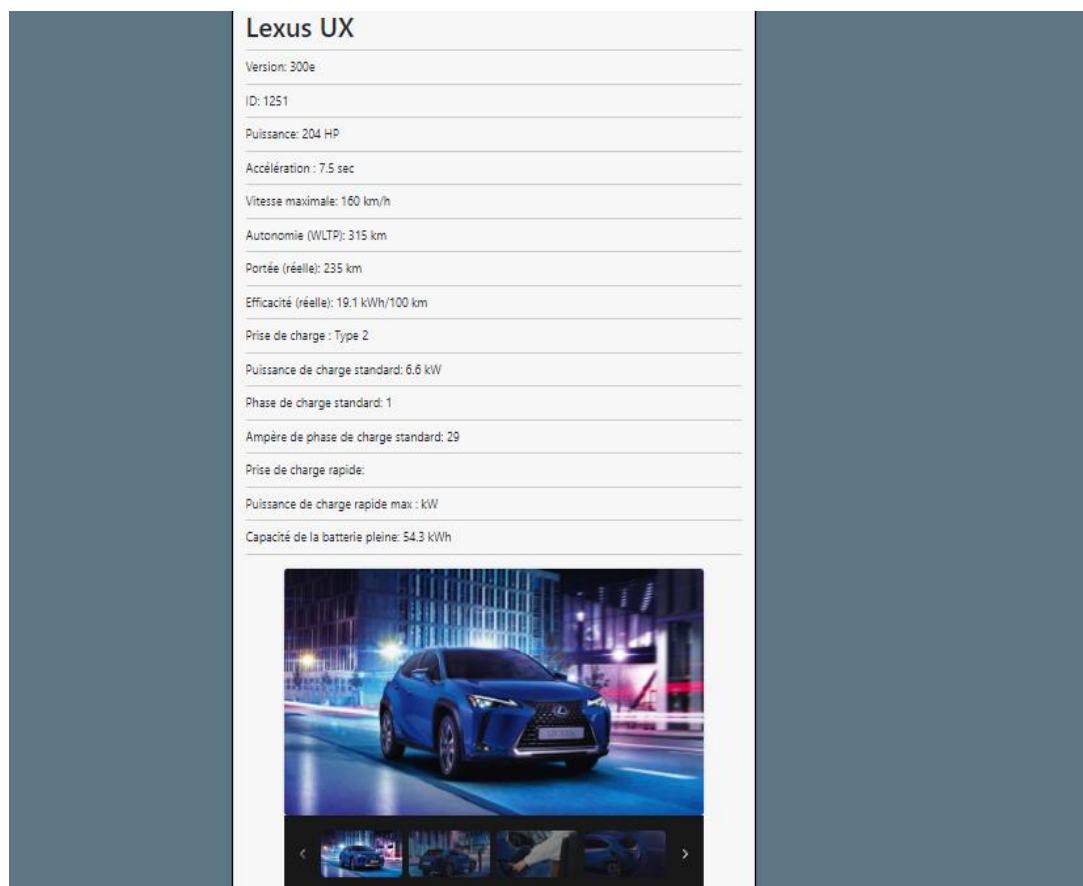 Lexus UX
Version: 300e
ID: 1251
Puissance: 204 HP
Accélération : 7.5 sec
Vitesse maximale: 160 km/h
Autonomie (WLTP): 315 km
Portée (réelle): 235 km
Efficacité (réelle): 19.1 kWh/100 km
Prise de charge : Type 2
Puissance de charge standard: 6.6 kW
Phase de charge standard: 1
Ampère de phase de charge standard: 29
Prise de charge rapide:
Puissance de charge rapide max : kW
Capacité de la batterie pleine: 54.3 kWh